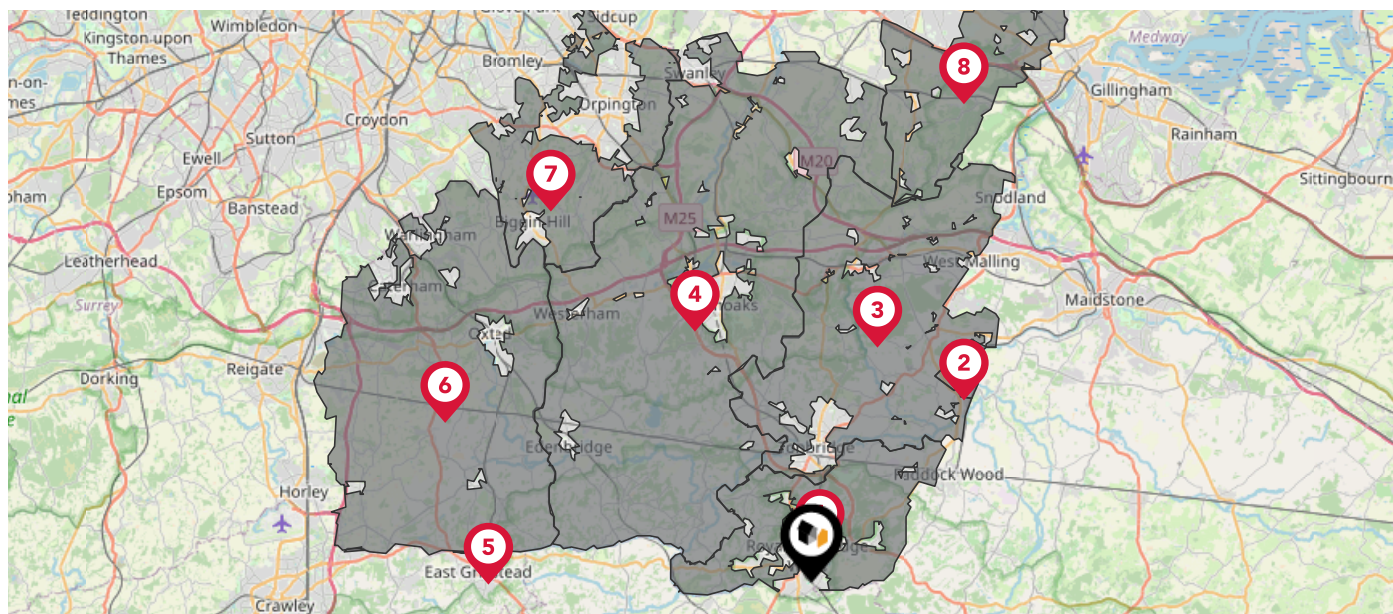 Teddington
Wimbledon
Sidcup
Kingston upon
Thames
Bromley
Swanley
8
Medway
Orpington
Gillingham
Croydon
Sutton
Rainham
Ewell
M20
7
Epsom
Sittingbourn
Banstead
Snodland
M25
Biggin Hill
Warlingham
Leatherhead
West Malling
4
Maidstone
Surrey
Westerham
3
Oxted
Reigate
2
Dorking
6
Edenbridge
Tonbridge
Paddock Wood
Horley
5
East Grinstead
Crawley